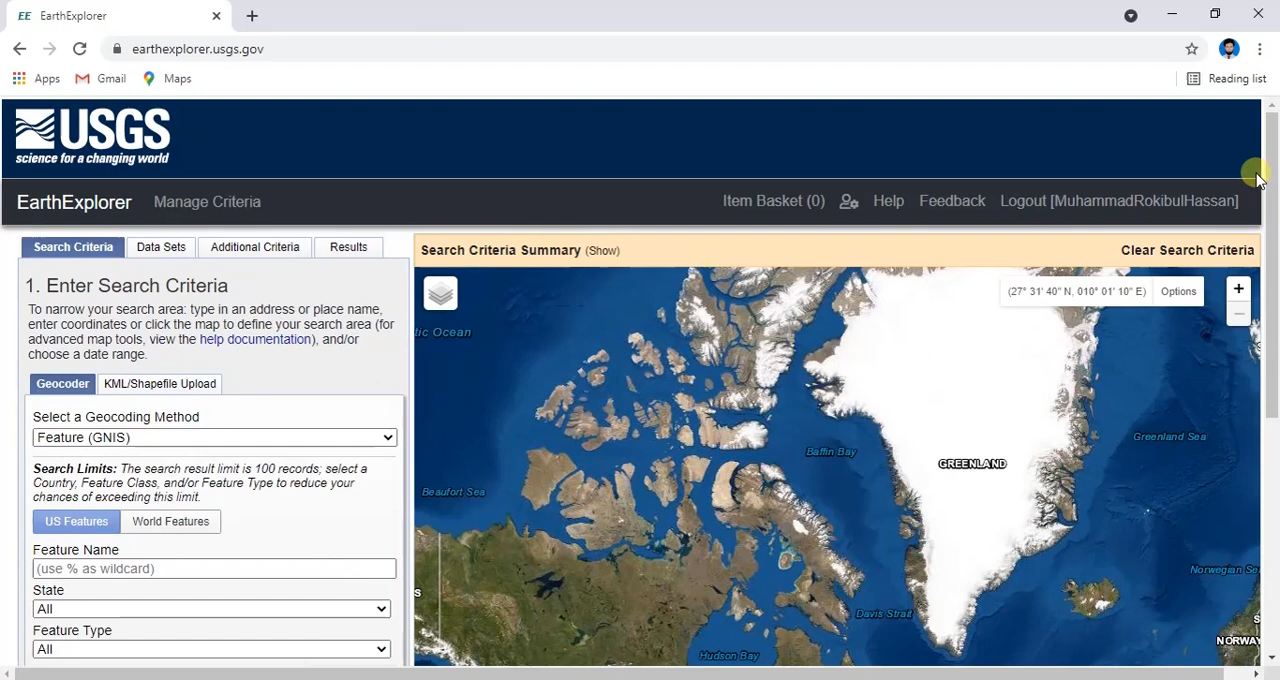 EE EarthExplorer
earthexplorer.usgs.gov
Apps Gmail Maps Reading list
USGS
science for a changing world
EarthExplorer Manage Criteria Item Basket (0) Help Feedback Logout [MuhammadRokibulHassan]
Search Criteria Data Sets Additional Criteria Results
Search Criteria Summary (Show) Clear Search Criteria
1. Enter Search Criteria
To narrow your search area: type in an address or place name,
enter coordinates or click the map to define your search area (for
advanced map tools, view the help documentation), and/or
choose a date range.
Geocoder KML/Shapefile Upload
Select a Geocoding Method
Feature (GNIS)
Search Limits: The search result limit is 100 records; select a
Country, Feature Class, and/or Feature Type to reduce your
chances of exceeding this limit.
US Features World Features
Feature Name
(use % as wildcard)
State
All
Feature Type
All
(27° 31' 40" N, 010° 01' 10" E) Options
+
−
tic Ocean
Baffin Bay
Greenland Sea
GREENLAND
Beaufort Sea
Norwegian Se
S
Davis Strait
S
NORWAY
Hudson Bay